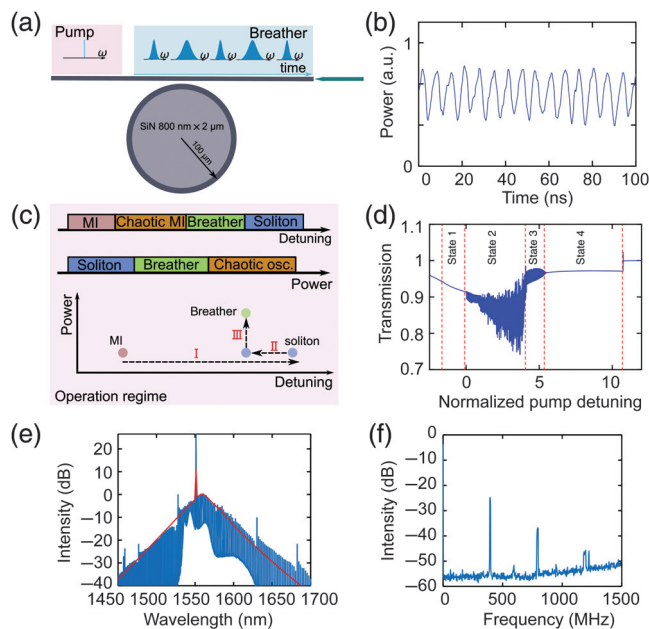 (a)
Pump
ω
Breather
ω ω ω ω ω
time
SiN 800 nm × 2 μm
100 μm
(b)
Power (a.u.)
1
0
0 20 40 60 80 100
Time (ns)
(c)
MI Chaotic MI Breather Soliton
Detuning
Soliton Breather Chaotic osc.
Power
Power
Breather
MI
III
soliton
I
II
Detuning
Operation regime
(d)
Transmission
1.1
1
0.9
0.8
0.7
State 1
State 2
State 3
State 4
0 5 10
Normalized pump detuning
(e)
Intensity (dB)
20
10
0
−10
−20
−30
−40
1450 1500 1550 1600 1650 1700
Wavelength (nm)
(f)
Intensity (dB)
0
−10
−20
−30
−40
−50
−60
0 500 1000 1500
Frequency (MHz)